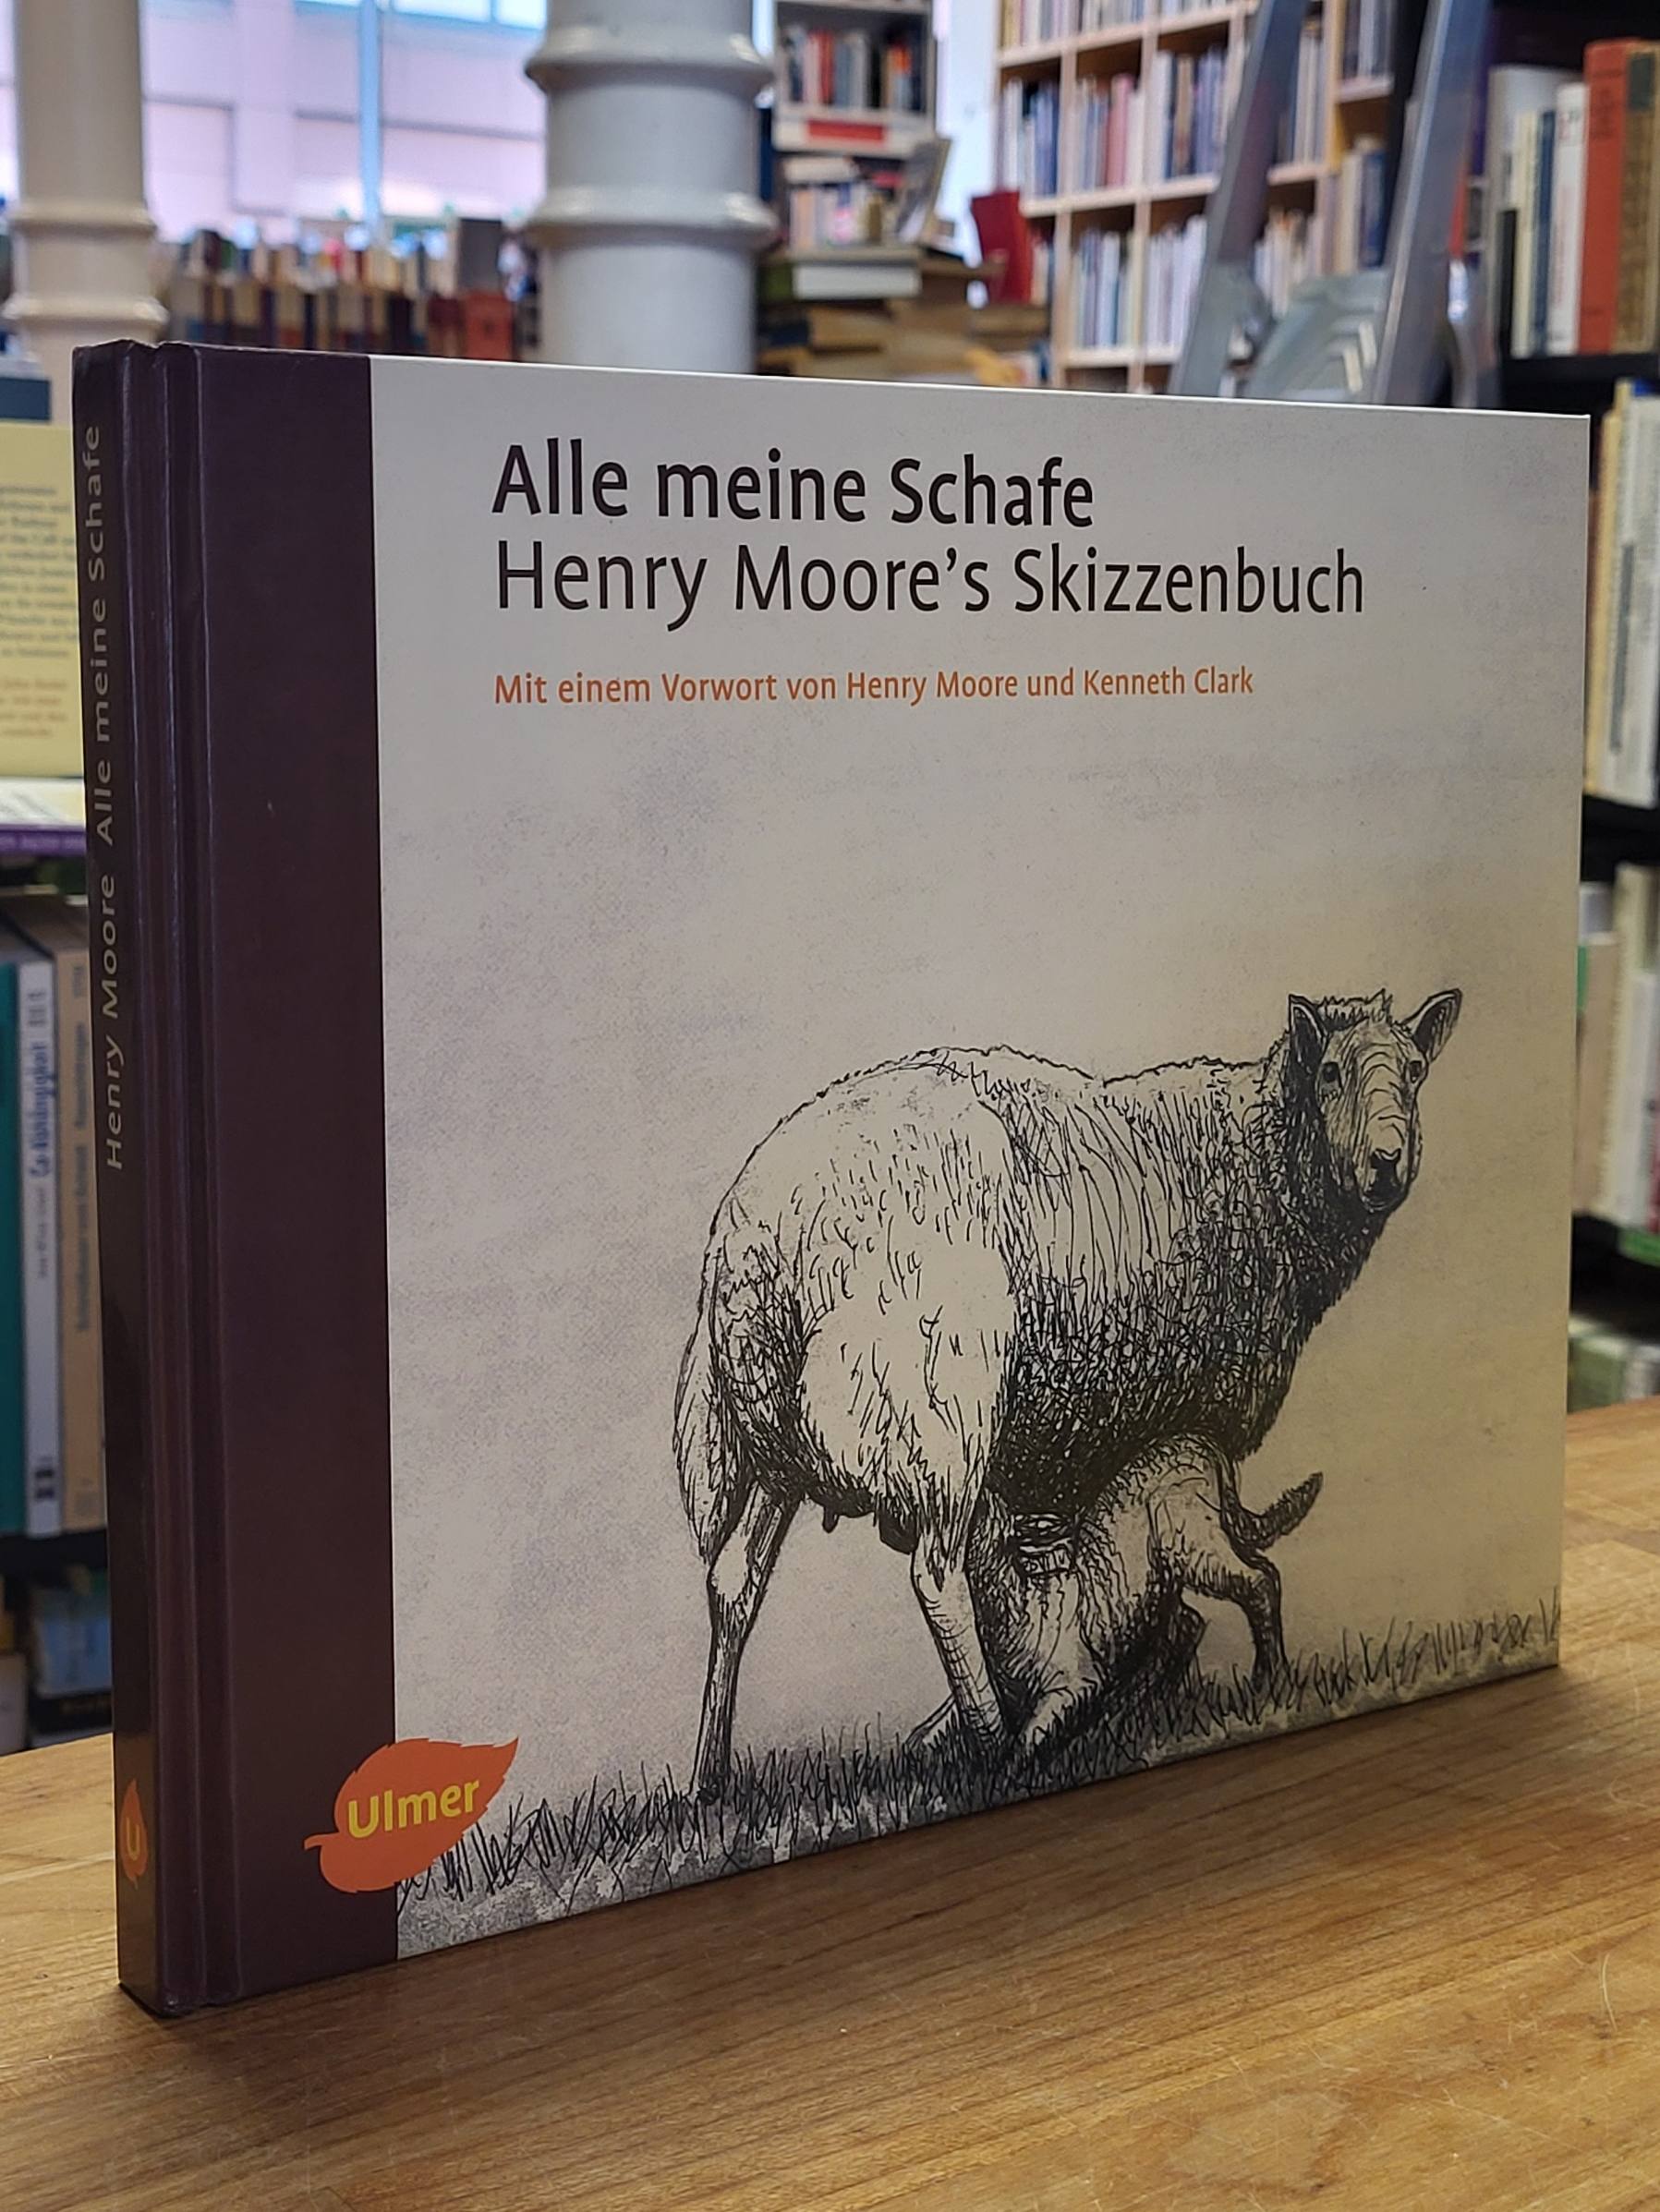 Alle meine Schafe
Henry Moore's Skizzenbuch
Mit einem Vorwort von Henry Moore und Kenneth Clark
Ulmer
Henry Moore Alle meine Schafe
U